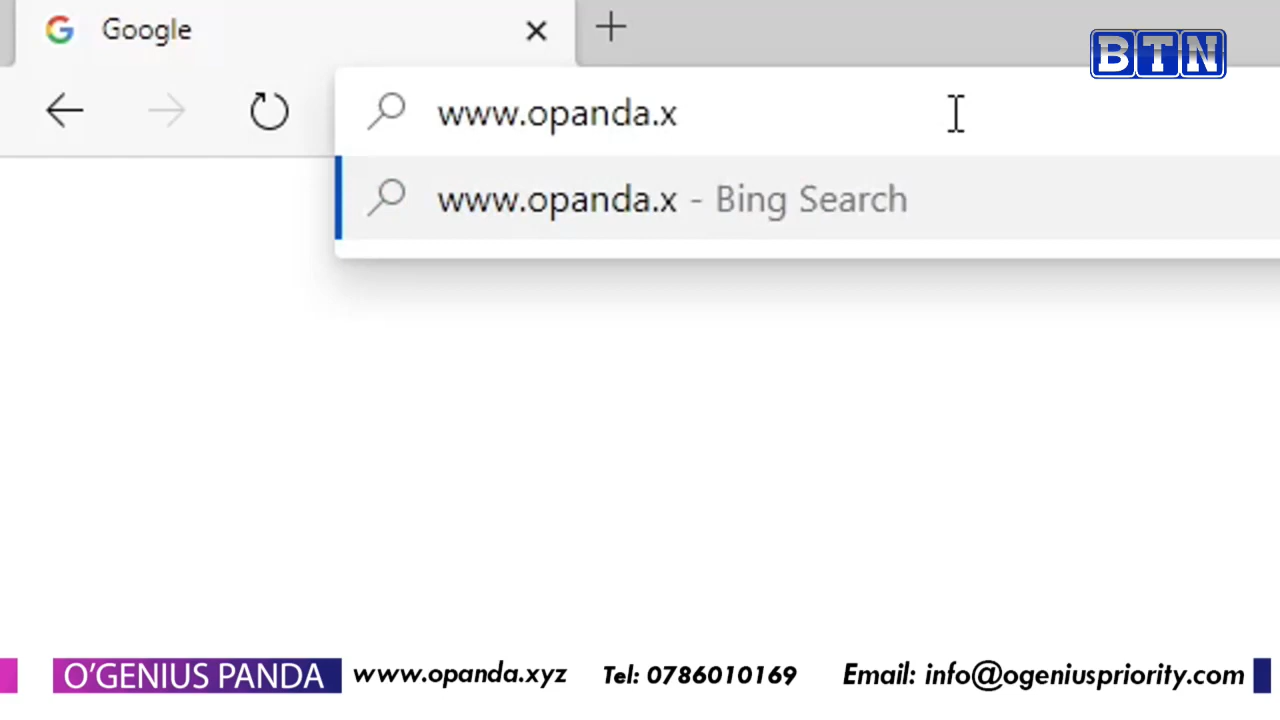 Google
BTN
www.opanda.x
www.opanda.x - Bing Search
O'GENIUS PANDA www.opanda.xyz Tel: 0786010169 Email: info@ogeniuspriority.com